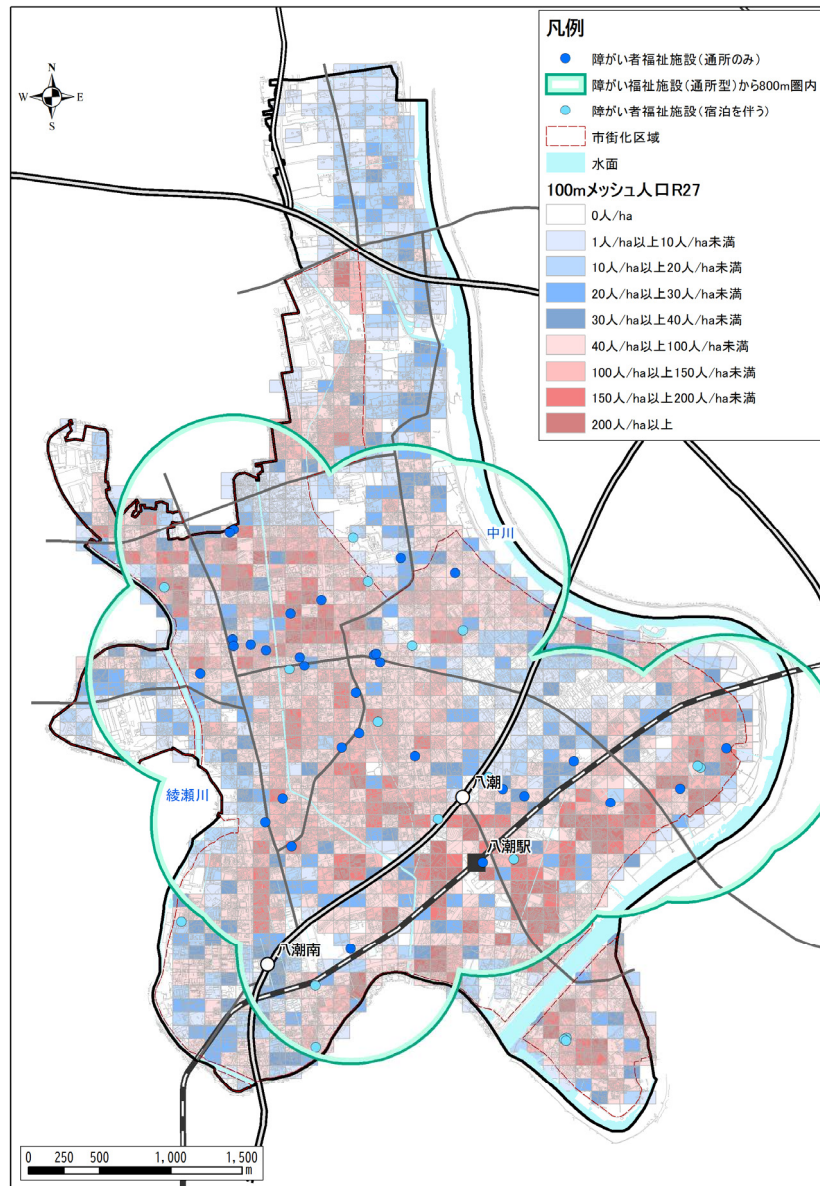 凡例
障がい者福祉施設(通所のみ)
障がい福祉施設(通所型)から800m圏内
障がい者福祉施設(宿泊を伴う)
市街化区域
水面
100mメッシュ人口R27
0人/ha
1人/ha以上10人/ha未満
10人/ha以上20人/ha未満
20人/ha以上30人/ha未満
30人/ha以上40人/ha未満
40人/ha以上100人/ha未満
100人/ha以上150人/ha未満
150人/ha以上200人/ha未満
200人/ha以上
N
W E
S
中川
八潮
綾瀬川
八潮駅
八潮南
0 250 500 1,000 1,500
m